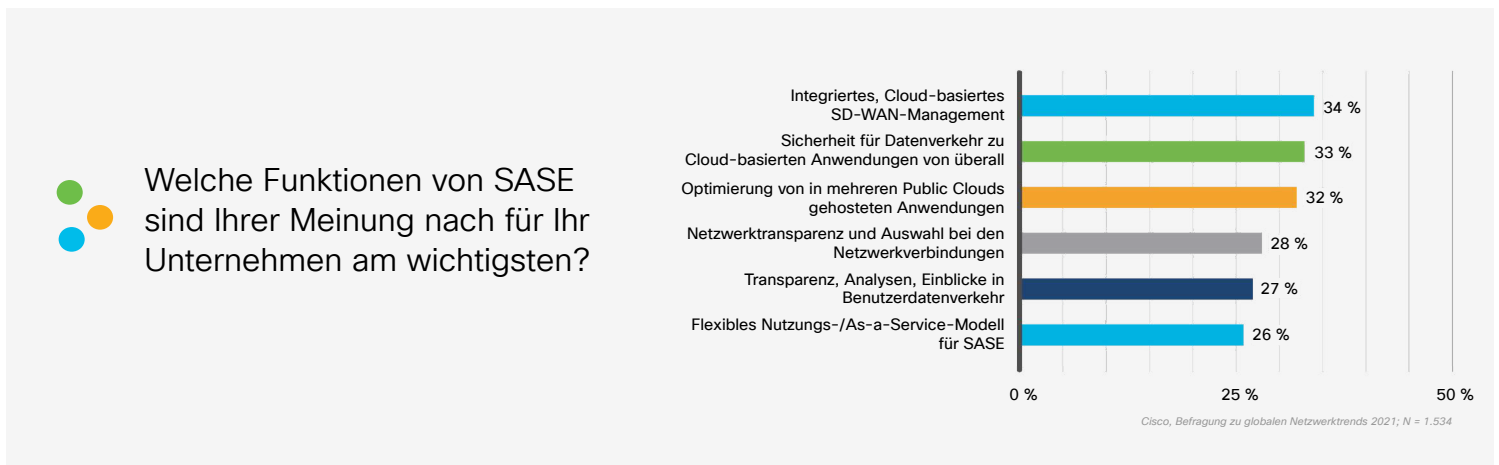 Welche Funktionen von SASE
sind Ihrer Meinung nach für Ihr
Unternehmen am wichtigsten?
Integriertes, Cloud-basiertes
SD-WAN-Management
34 %
Sicherheit für Datenverkehr zu
Cloud-basierten Anwendungen von überall
33 %
Optimierung von in mehreren Public Clouds
gehosteten Anwendungen
32 %
Netzwerktransparenz und Auswahl bei den
Netzwerkverbindungen
28 %
Transparenz, Analysen, Einblicke in
Benutzerdatenverkehr
27 %
Flexibles Nutzungs-/As-a-Service-Modell
für SASE
26 %
0 %
25 %
50 %
Cisco, Befragung zu globalen Netzwerktrends 2021; N = 1.534